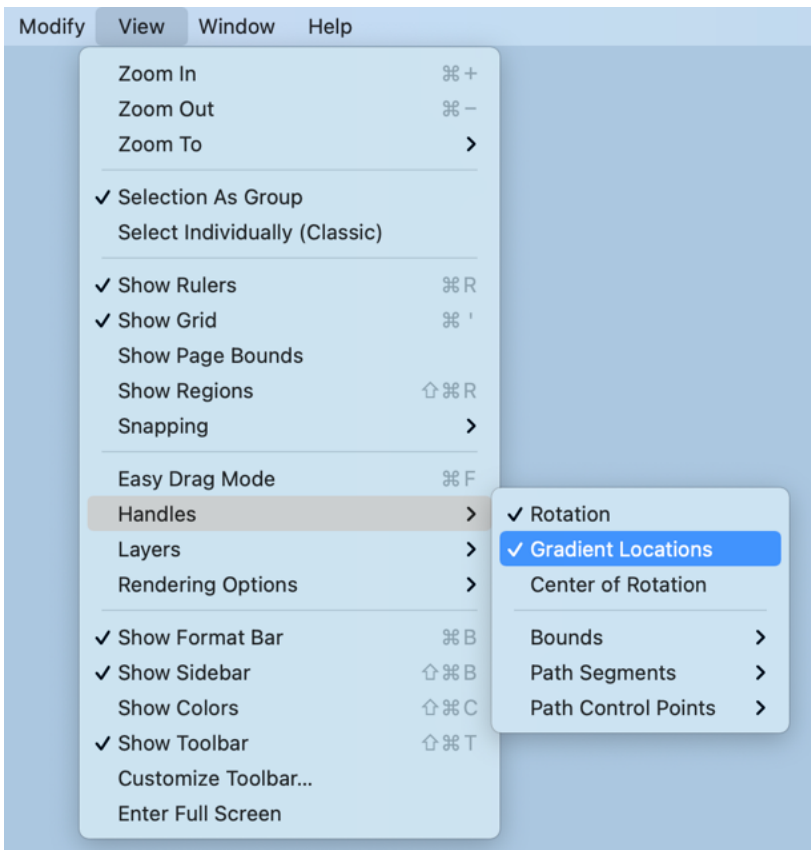 Modify View Window Help
Zoom In ⌘ +
Zoom Out ⌘ −
Zoom To
✓ Selection As Group
Select Individually (Classic)
✓ Show Rulers ⌘ R
✓ Show Grid ⌘ '
Show Page Bounds
Show Regions ⇧ ⌘ R
Snapping
Easy Drag Mode ⌘ F
Handles
Layers
Rendering Options
✓ Show Format Bar ⌘ B
✓ Show Sidebar ⇧ ⌘ B
Show Colors ⇧ ⌘ C
✓ Show Toolbar ⇧ ⌘ T
Customize Toolbar...
Enter Full Screen
✓ Rotation
✓ Gradient Locations
Center of Rotation
Bounds
Path Segments
Path Control Points